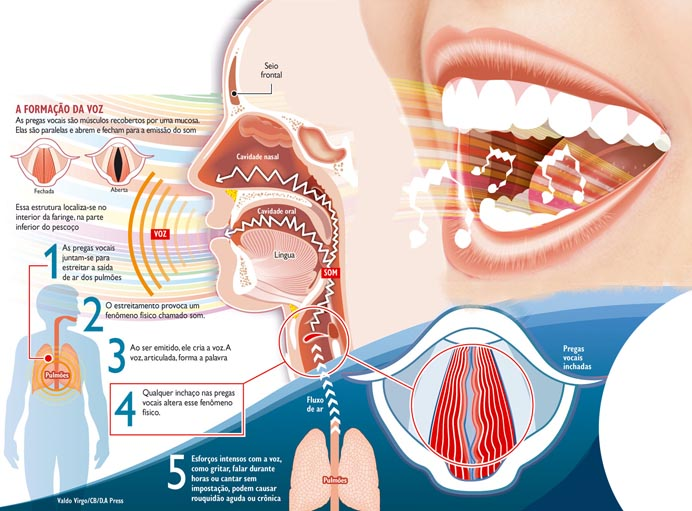 A FORMAÇÃO DA VOZ
As pregas vocais são músculos recobertos por uma mucosa.
Elas são paralelas e abrem e fecham para a emissão do som
Fechada
Aberta
Essa estrutura localiza-se no
interior da faringe, na parte
inferior do pescoço
1
As pregas vocais
juntam-se para
estreitar a saída
de ar dos pulmões
2
O estreitamento provoca um
fenômeno físico chamado som.
3
Ao ser emitido, ele cria a voz. A
voz, articulada, forma a palavra
4
Qualquer inchaço nas pregas
vocais altera esse fenômeno
físico.
5
Esforços intensos com a voz,
como gritar, falar durante
horas ou cantar sem
impostação, podem causar
rouquidão aguda ou crônica
Pulmões
Valdo Virgo/CB/D.A Press
VOZ
Seio
frontal
Cavidade nasal
Cavidade oral
Língua
SOM
Fluxo
de ar
Pulmões
Pregas
vocais
inchadas